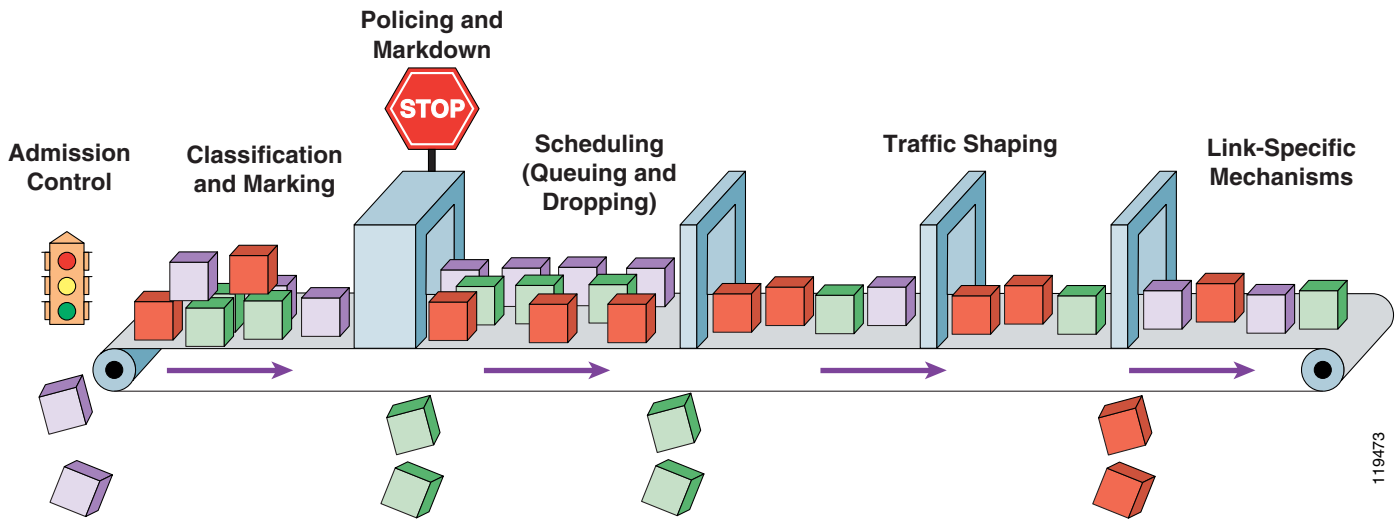 Policing and
Markdown
STOP
Admission
Control
Classification
and Marking
Scheduling
(Queuing and
Dropping)
Traffic Shaping
Link-Specific
Mechanisms
119473